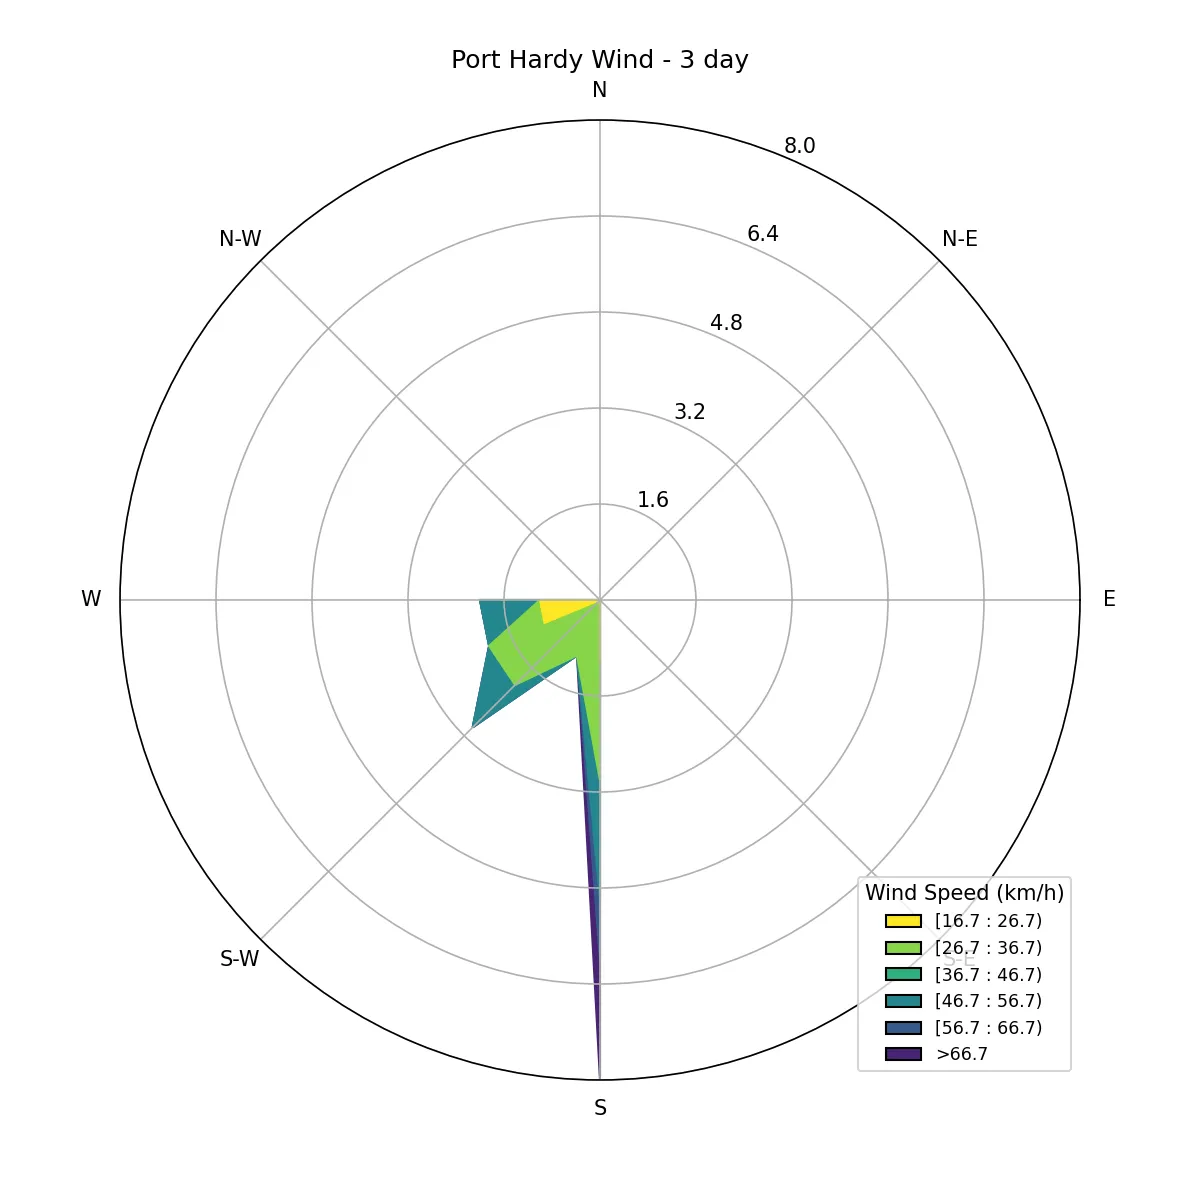 Port Hardy Wind - 3 day
N
8.0
6.4
N-W
N-E
4.8
3.2
1.6
W
E
Wind Speed (km/h)
[16.7 : 26.7)
[26.7 : 36.7)
S-W
S-E
[36.7 : 46.7)
[46.7 : 56.7)
[56.7 : 66.7)
>66.7
S